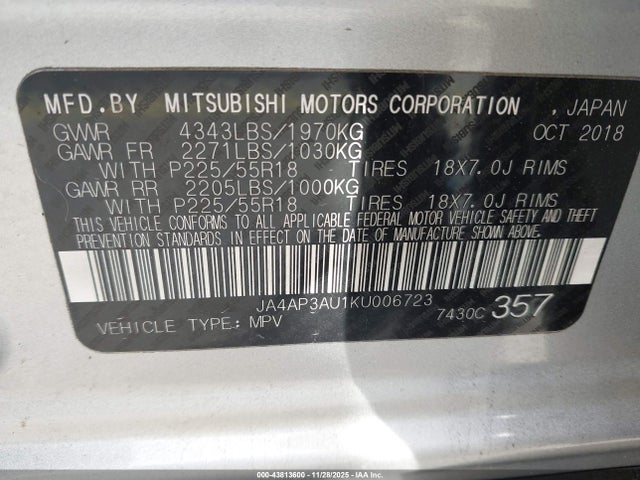 MFD.BY MITSUBISHI MOTORS CORPORATION . JAPAN
GVWR 4343LBS/1970KG OCT 2018
GAWR FR 2271LBS/1030KG
WITH P225/55R18 TIRES 18X7.0J RIMS
GAWR RR 2205LBS/1000KG
WITH P225/55R18 TIRES 18X7.0J RIMS
THIS VEHICLE CONFORMS TO ALL APPLICABLE FEDERAL MOTOR VEHICLE SAFETY AND THEFT
PREVENTION STANDARDS IN EFFECT ON THE DATE OF MANUFACTURE SHOWN ABOVE.
JA4AP3AU1KU006723
VEHICLE TYPE: MPV 7430C 357
000-43813600 - 11/28/2025 - COPYRIGHT © IAA, LLC.